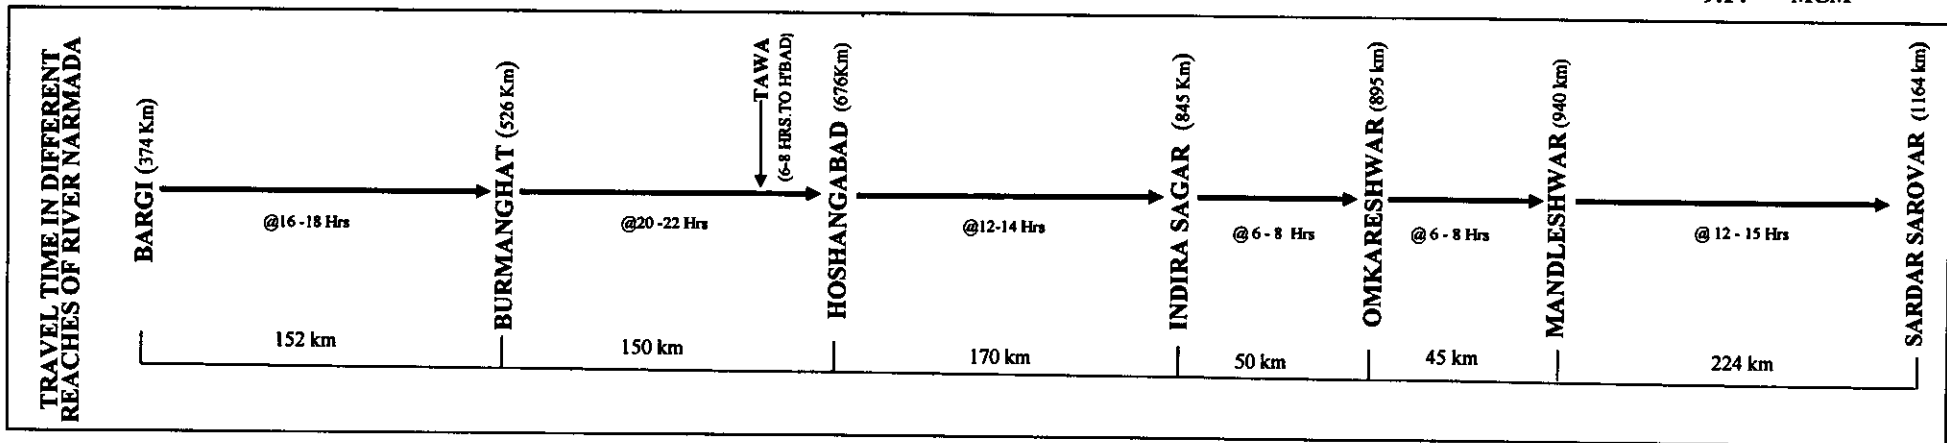 MCM
TRAVEL TIME IN DIFFERENT
REACHES OF RIVER NARMADA
BARGI (374 Km)
@16 -18 Hrs
BURMANGHAT (526 Km)
@20 -22 Hrs
TAWA
(6-8 HRS.TO H'BAD)
HOSHANGABAD (676Km)
@12-14 Hrs
INDIRA SAGAR (845 Km)
@ 6 - 8 Hrs
OMKARESHWAR (895 km)
@ 6 - 8 Hrs
MANDLESHWAR (940 km)
@ 12 - 15 Hrs
SARDAR SAROVAR (1164 km)
152 km
150 km
170 km
50 km
45 km
224 km